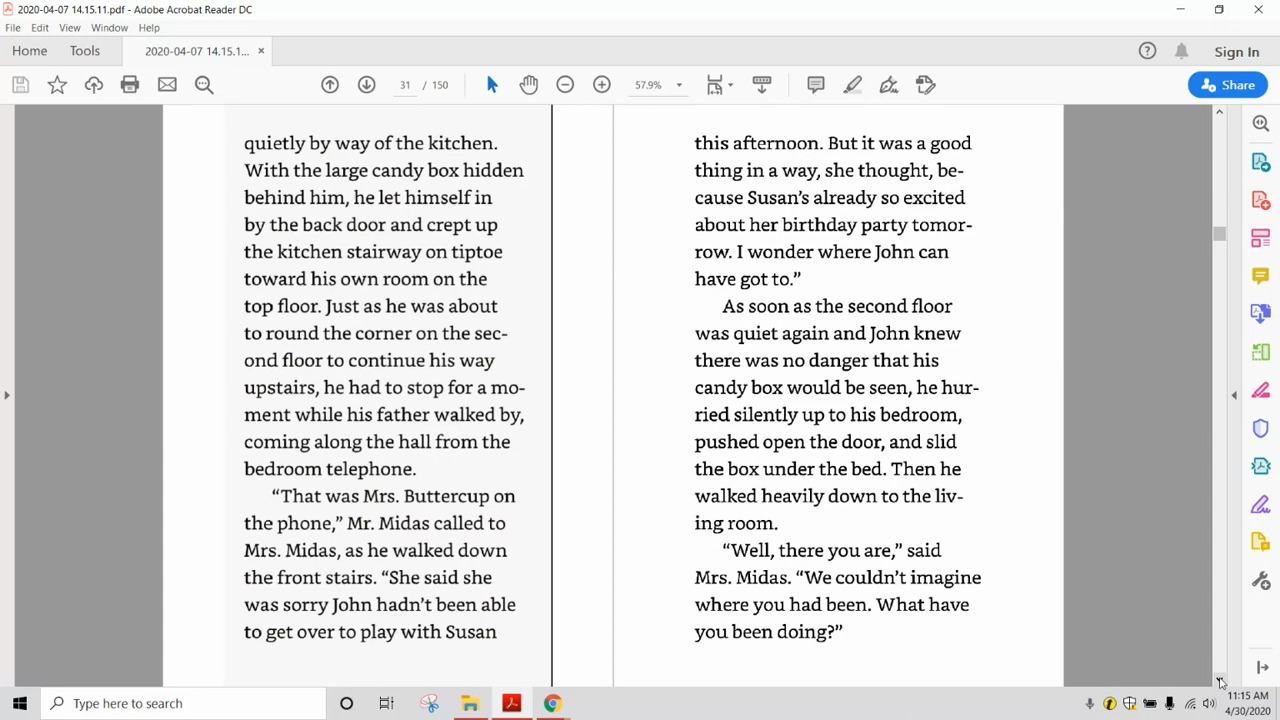 2020-04-07 14.15.11.pdf - Adobe Acrobat Reader DC
File Edit View Window Help
Home Tools 2020-04-07 14.15.1... × Sign In
31 / 150 57.9% Share
quietly by way of the kitchen.
With the large candy box hidden
behind him, he let himself in
by the back door and crept up
the kitchen stairway on tiptoe
toward his own room on the
top floor. Just as he was about
to round the corner on the sec-
ond floor to continue his way
upstairs, he had to stop for a mo-
ment while his father walked by,
coming along the hall from the
bedroom telephone.
“That was Mrs. Buttercup on
the phone,” Mr. Midas called to
Mrs. Midas, as he walked down
the front stairs. “She said she
was sorry John hadn’t been able
to get over to play with Susan
this afternoon. But it was a good
thing in a way, she thought, be-
cause Susan’s already so excited
about her birthday party tomor-
row. I wonder where John can
have got to.”
As soon as the second floor
was quiet again and John knew
there was no danger that his
candy box would be seen, he hur-
ried silently up to his bedroom,
pushed open the door, and slid
the box under the bed. Then he
walked heavily down to the liv-
ing room.
“Well, there you are,” said
Mrs. Midas. “We couldn’t imagine
where you had been. What have
you been doing?”
Type here to search
11:15 AM
4/30/2020